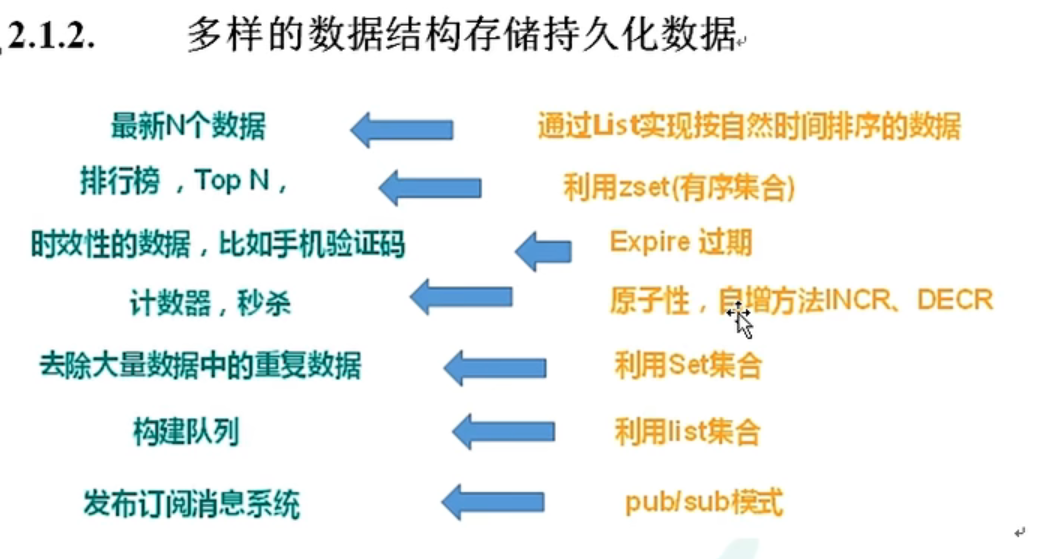 2.1.2. 多样的数据结构存储持久化数据
最新N个数据 通过List实现按自然时间排序的数据
排行榜，Top N， 利用zset(有序集合)
时效性的数据，比如手机验证码 Expire 过期
计数器，秒杀 原子性，自增方法INCR、DECR
去除大量数据中的重复数据 利用Set集合
构建队列 利用list集合
发布订阅消息系统 pub/sub模式